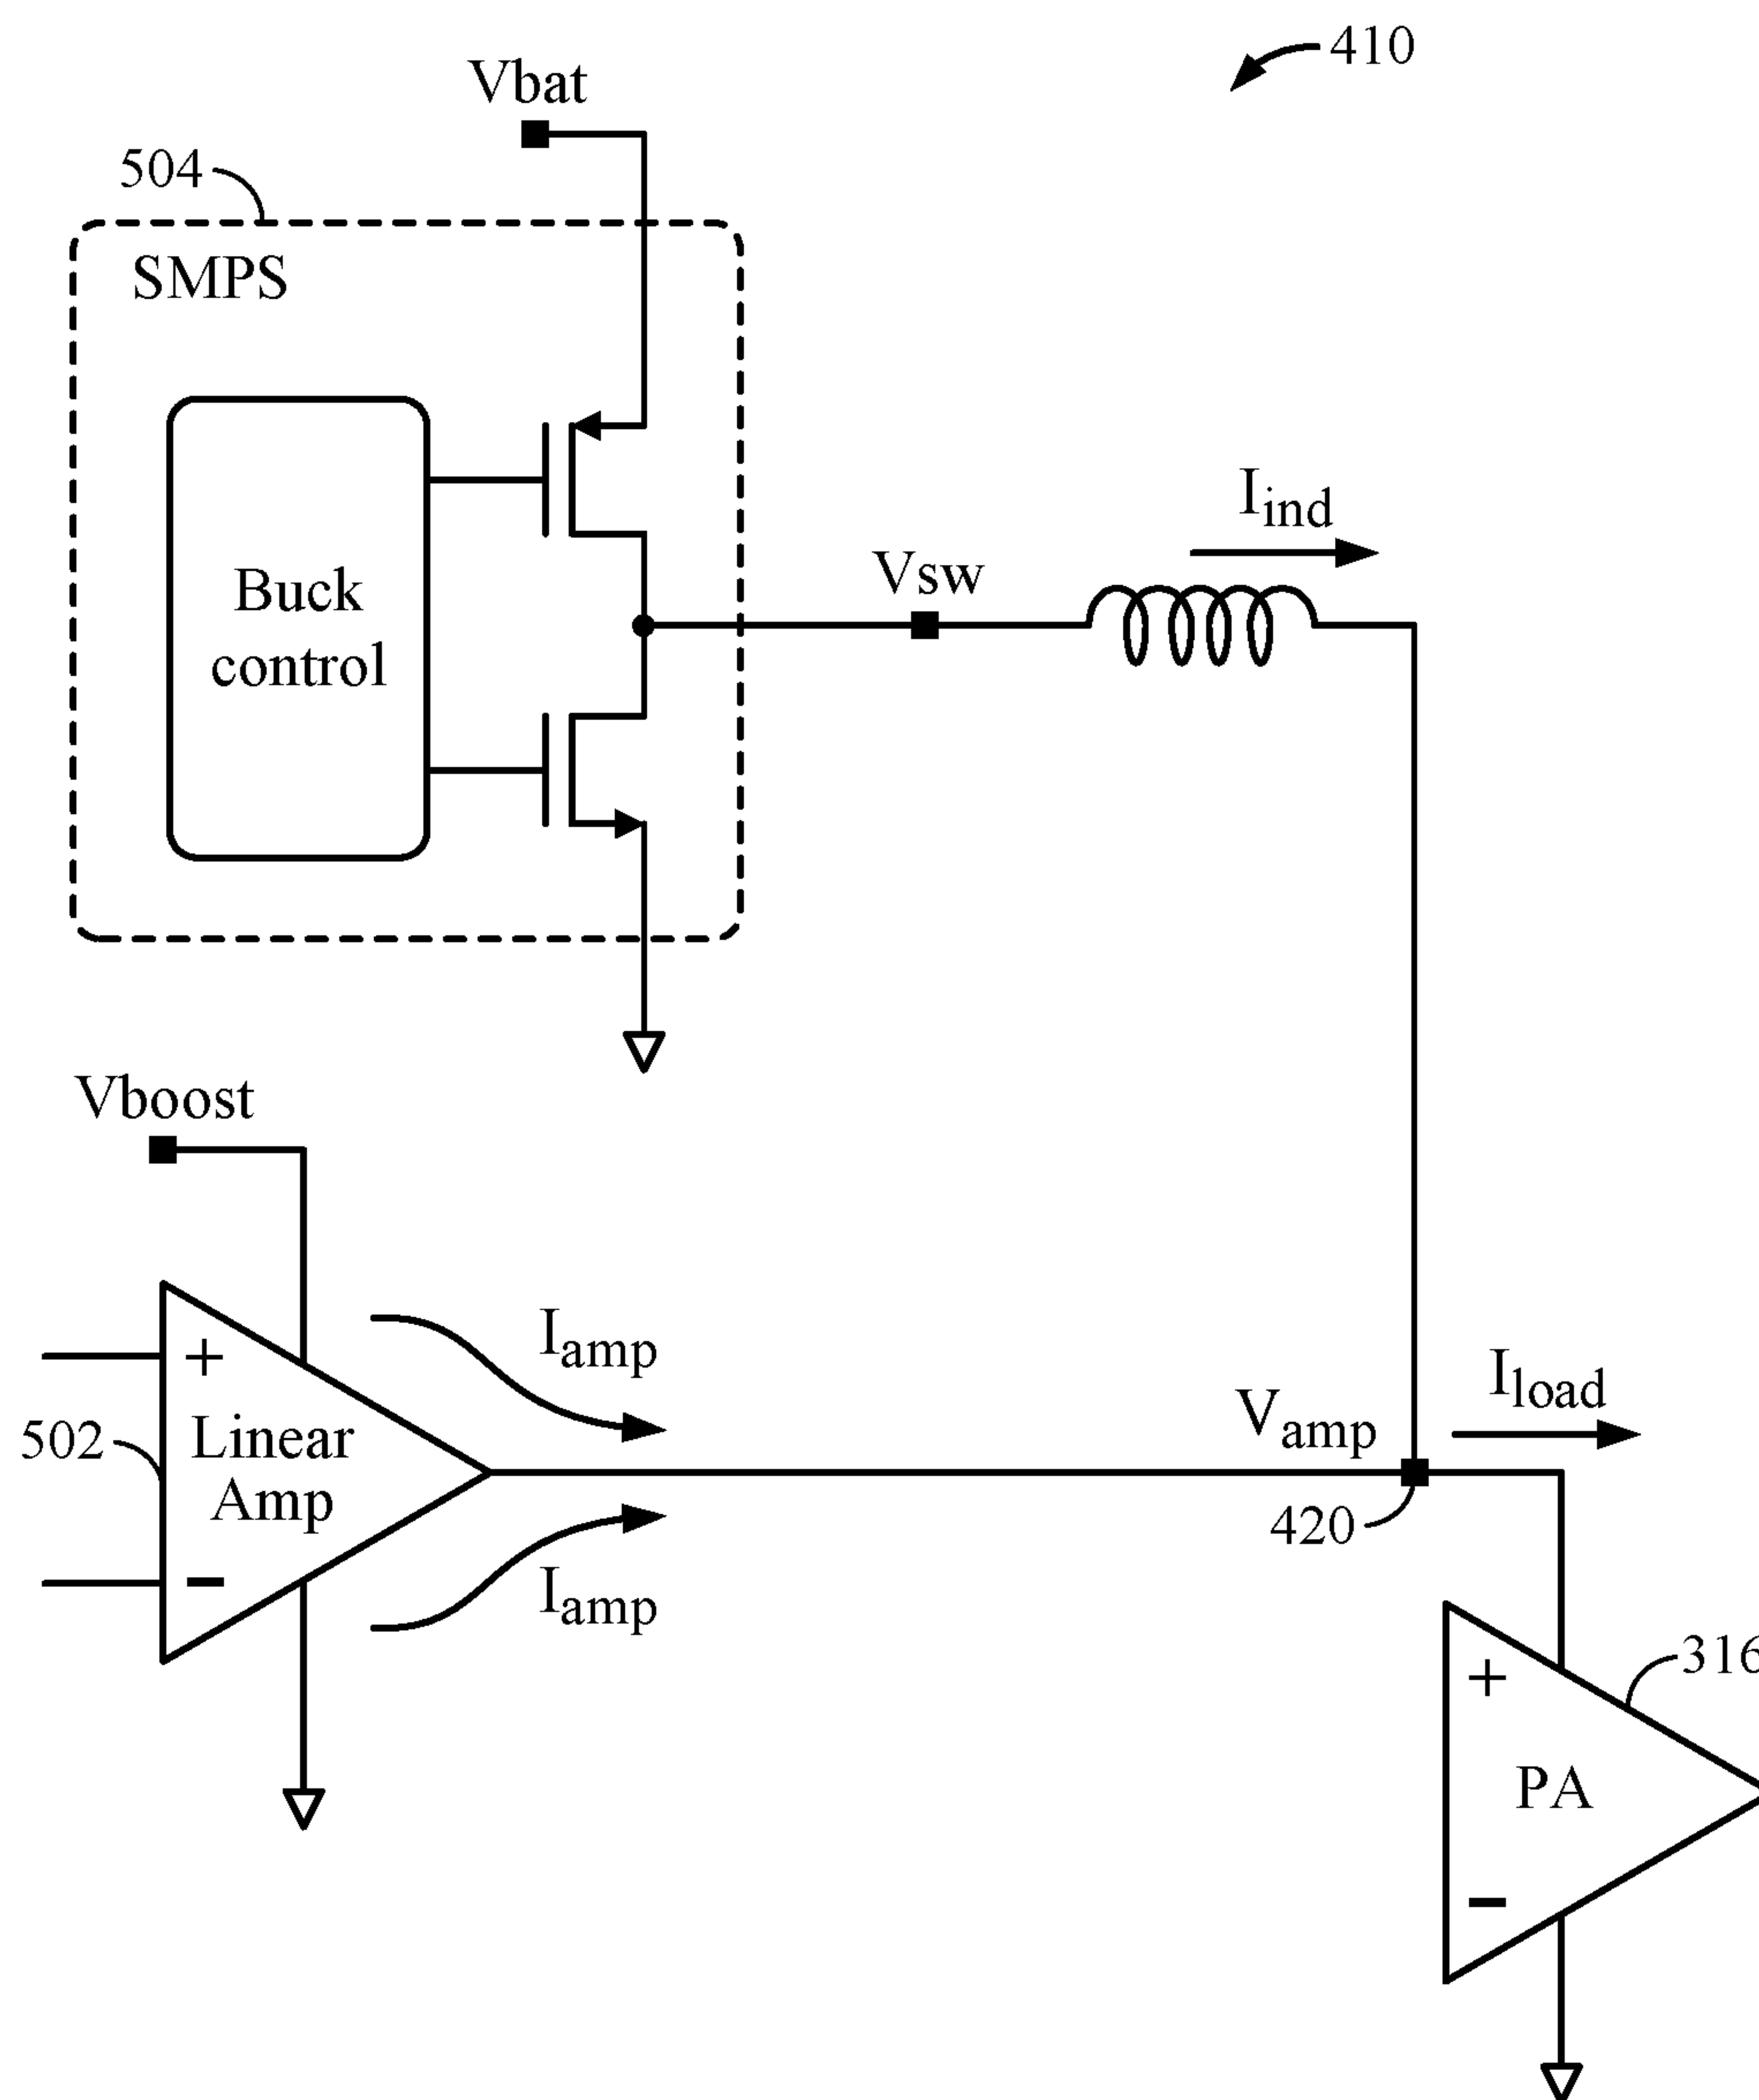 410
Vbat
504
SMPS
Buck
control
Vsw
Iind
Vboost
+
Linear
Amp
−
502
Iamp
Iamp
Vamp
Iload
420
316
+
PA
−